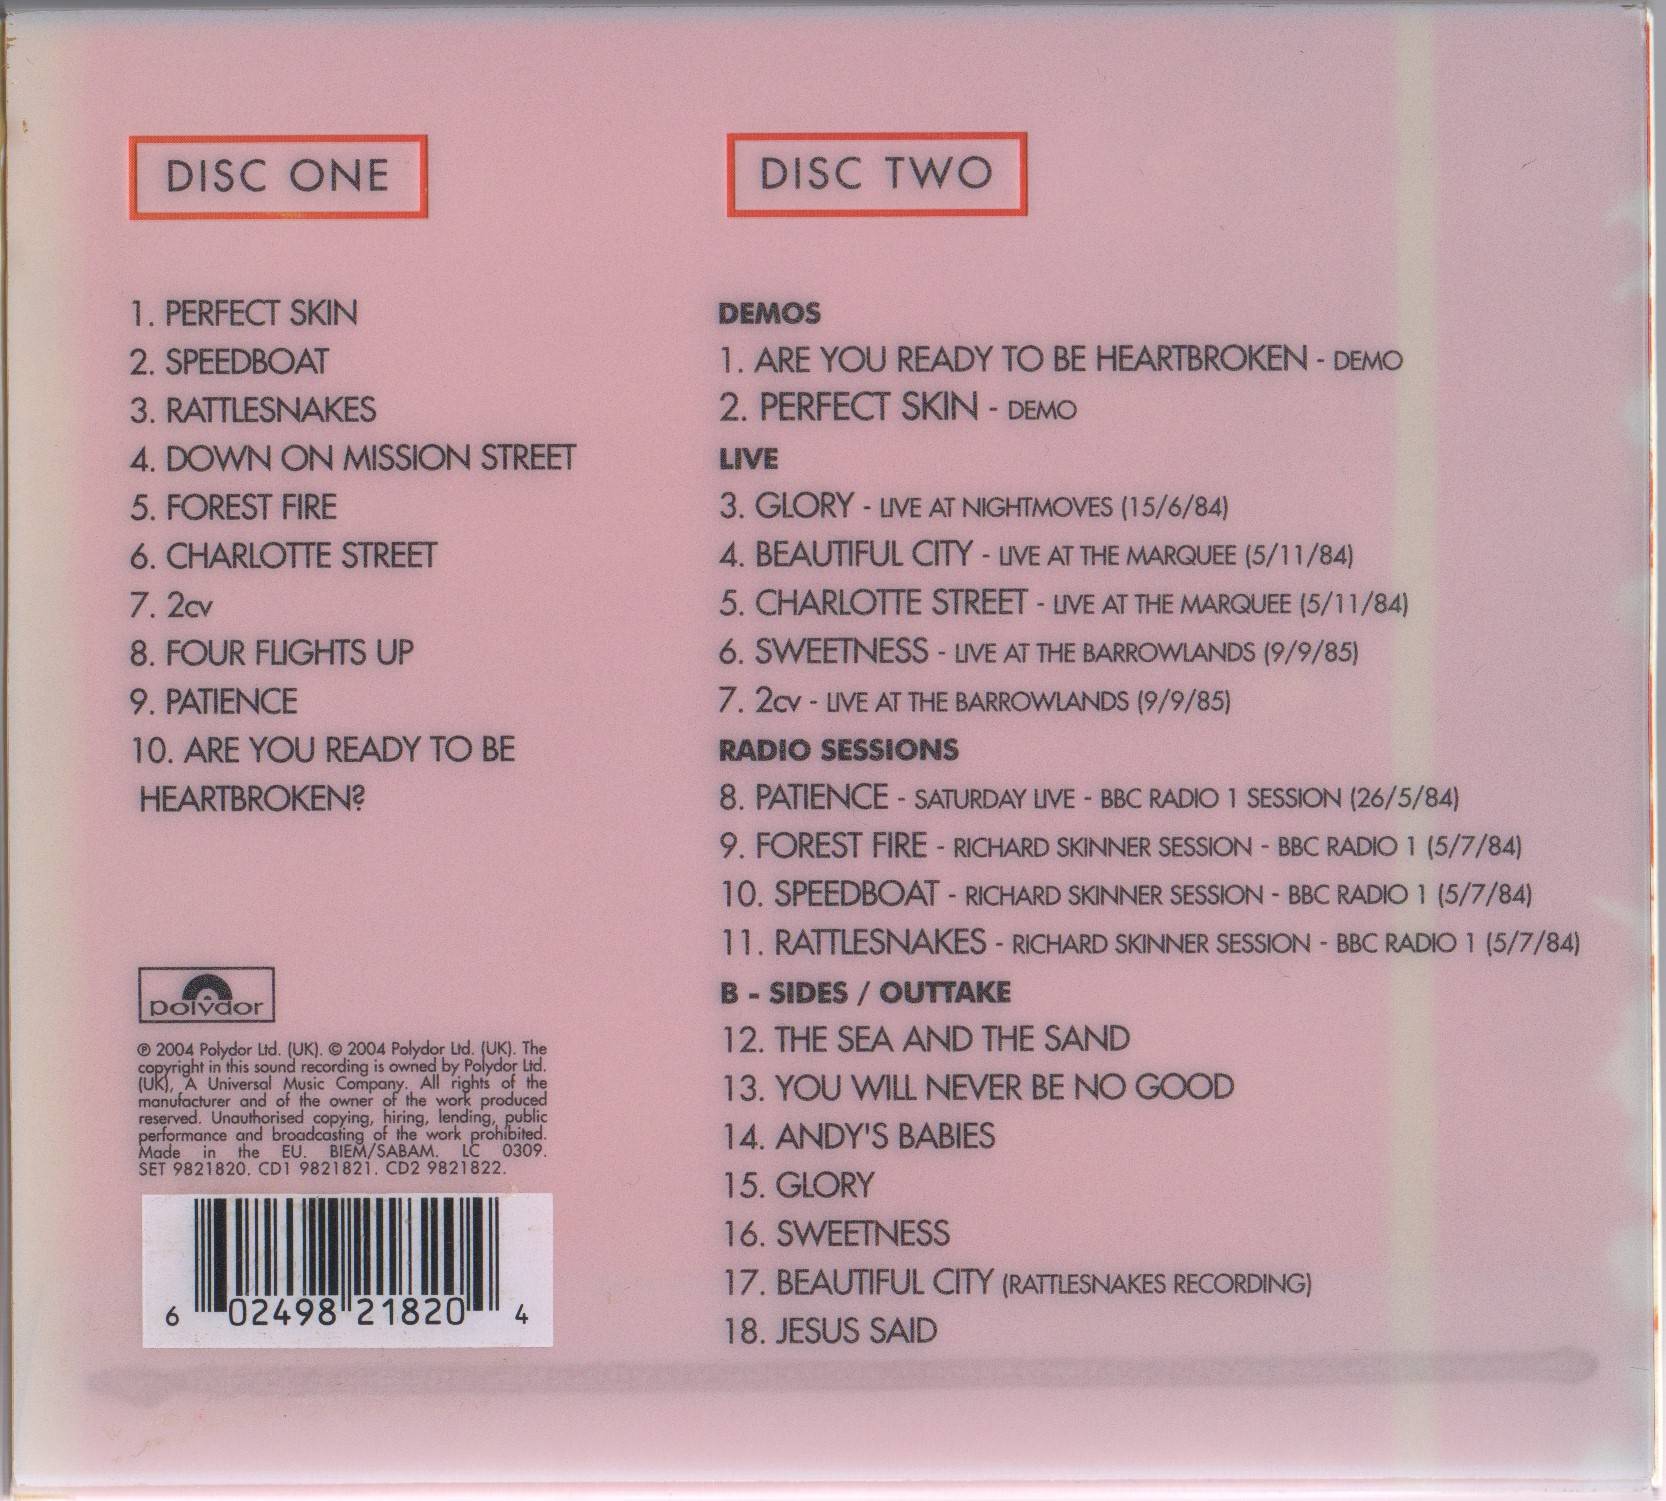 DISC ONE
1. PERFECT SKIN
2. SPEEDBOAT
3. RATTLESNAKES
4. DOWN ON MISSION STREET
5. FOREST FIRE
6. CHARLOTTE STREET
7. 2cv
8. FOUR FLIGHTS UP
9. PATIENCE
10. ARE YOU READY TO BE
HEARTBROKEN?
polydor
℗ 2004 Polydor Ltd. (UK). © 2004 Polydor Ltd. (UK). The
copyright in this sound recording is owned by Polydor Ltd.
(UK), A Universal Music Company. All rights of the
manufacturer and of the owner of the work produced
reserved. Unauthorised copying, hiring, lending, public
performance and broadcasting of the work prohibited.
Made in the EU. BIEM/SABAM. LC 0309.
SET 9821820. CD1 9821821. CD2 9821822.
6 02498 21820 4
DISC TWO
DEMOS
1. ARE YOU READY TO BE HEARTBROKEN - DEMO
2. PERFECT SKIN - DEMO
LIVE
3. GLORY - LIVE AT NIGHTMOVES (15/6/84)
4. BEAUTIFUL CITY - LIVE AT THE MARQUEE (5/11/84)
5. CHARLOTTE STREET - LIVE AT THE MARQUEE (5/11/84)
6. SWEETNESS - LIVE AT THE BARROWLANDS (9/9/85)
7. 2cv - LIVE AT THE BARROWLANDS (9/9/85)
RADIO SESSIONS
8. PATIENCE - SATURDAY LIVE - BBC RADIO 1 SESSION (26/5/84)
9. FOREST FIRE - RICHARD SKINNER SESSION - BBC RADIO 1 (5/7/84)
10. SPEEDBOAT - RICHARD SKINNER SESSION - BBC RADIO 1 (5/7/84)
11. RATTLESNAKES - RICHARD SKINNER SESSION - BBC RADIO 1 (5/7/84)
B - SIDES / OUTTAKE
12. THE SEA AND THE SAND
13. YOU WILL NEVER BE NO GOOD
14. ANDY'S BABIES
15. GLORY
16. SWEETNESS
17. BEAUTIFUL CITY (RATTLESNAKES RECORDING)
18. JESUS SAID